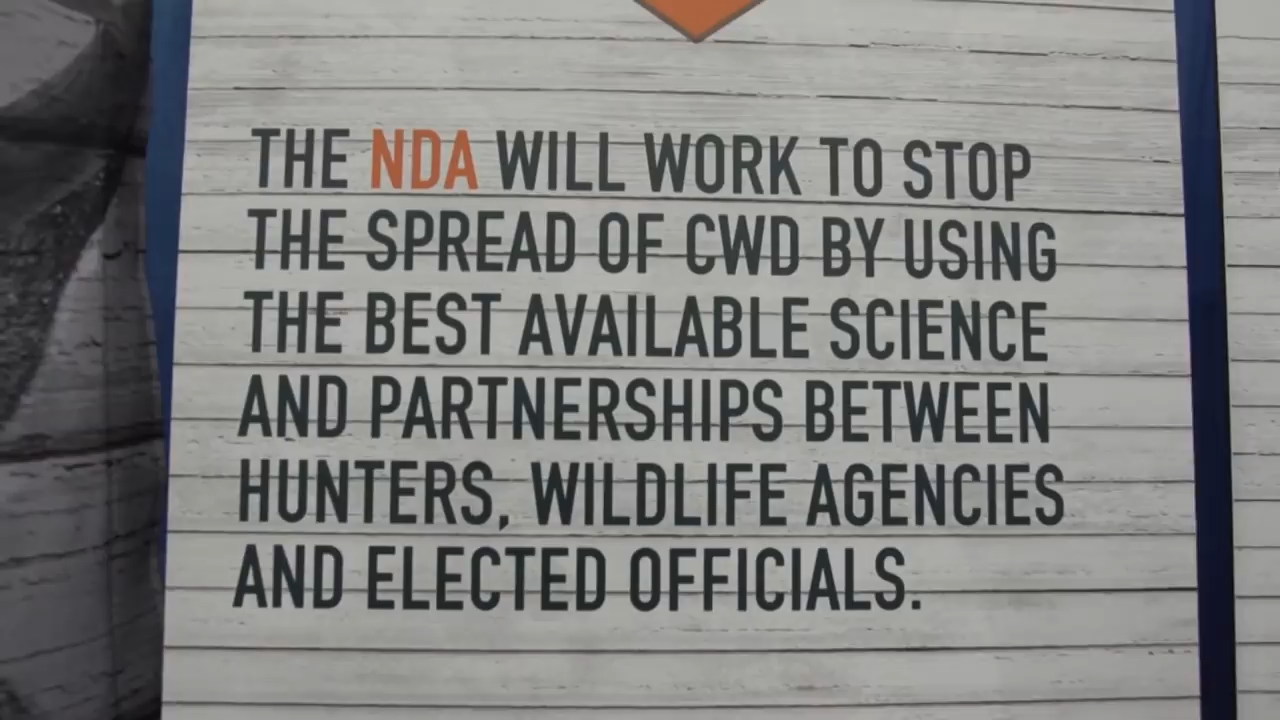 THE NDA WILL WORK TO STOP
THE SPREAD OF CWD BY USING
THE BEST AVAILABLE SCIENCE
AND PARTNERSHIPS BETWEEN
HUNTERS, WILDLIFE AGENCIES
AND ELECTED OFFICIALS.